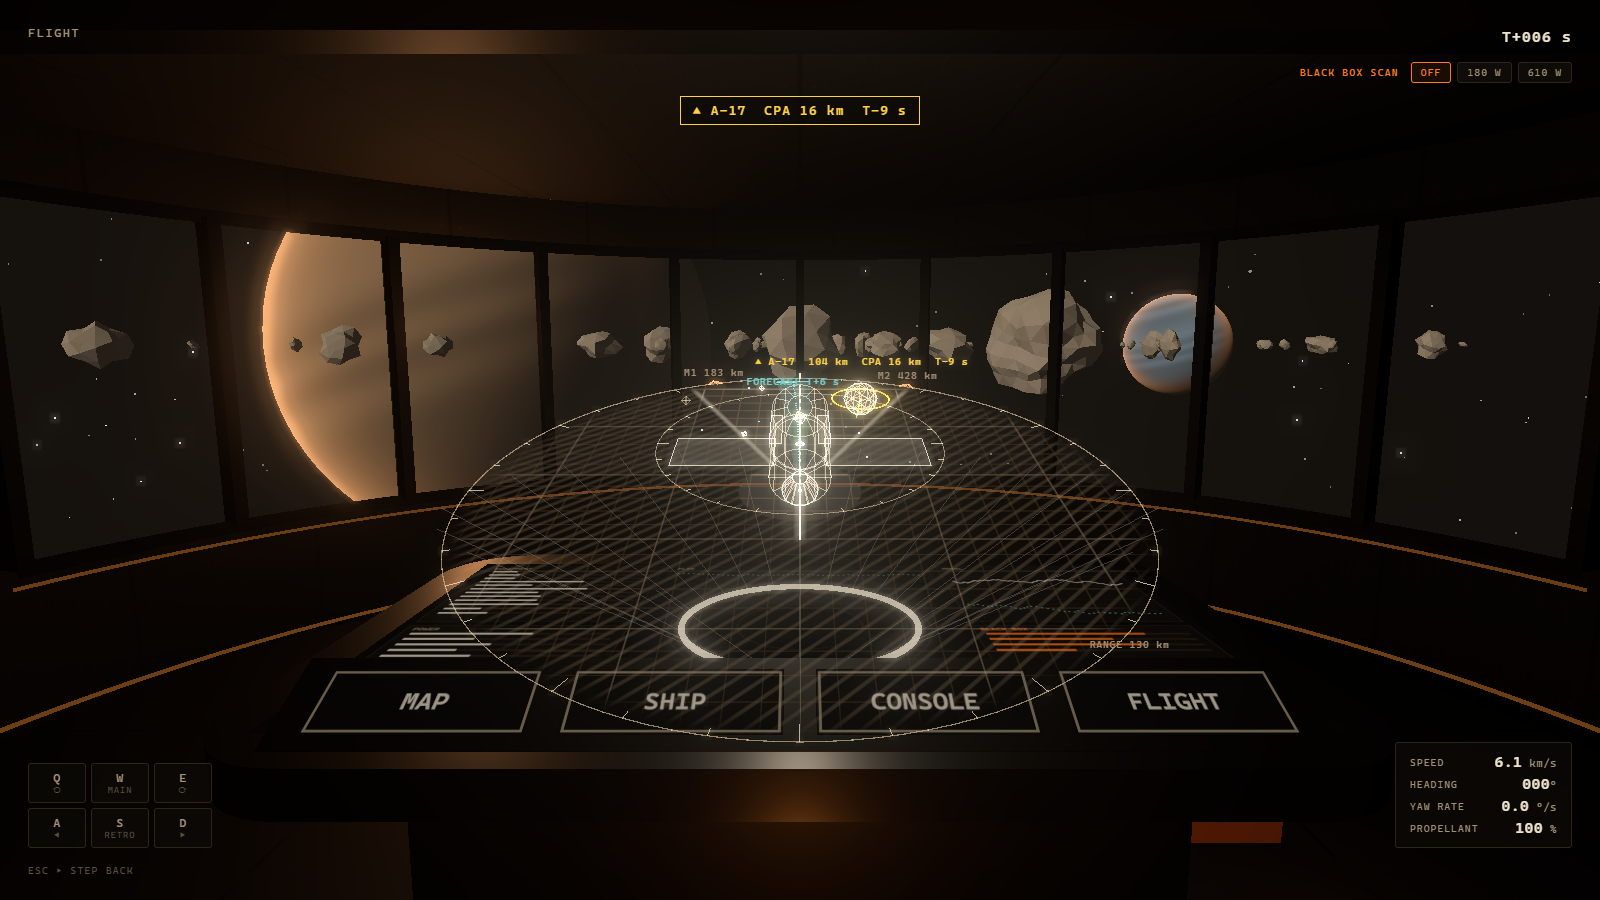 FLIGHT
T+006 s
BLACK BOX SCAN OFF 180 W 610 W
▲ A-17 CPA 16 km T-9 s
▲ A-17 104 km CPA 16 km T-9 s
M1 183 km
M2 428 km
FORECAST T+6 s
RANGE 130 km
MAP SHIP CONSOLE FLIGHT
Q W E
MAIN
A S D
RETRO
ESC ▸ STEP BACK
SPEED 6.1 km/s
HEADING 000°
YAW RATE 0.0 °/s
PROPELLANT 100 %